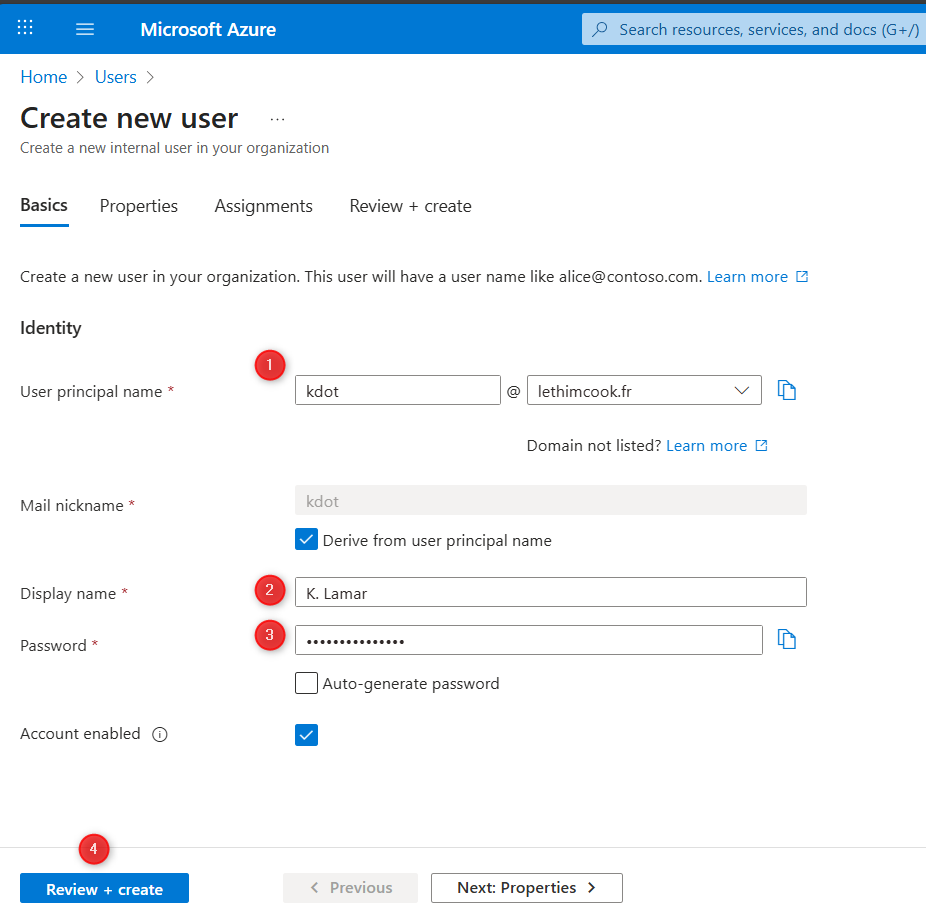 Microsoft Azure
Search resources, services, and docs (G+/)
Home > Users >
Create new user ...
Create a new internal user in your organization
Basics Properties Assignments Review + create
Create a new user in your organization. This user will have a user name like alice@contoso.com. Learn more
Identity
1
User principal name * kdot @ lethimcook.fr
Domain not listed? Learn more
Mail nickname * kdot
Derive from user principal name
Display name * 2 K. Lamar
Password * 3 •••••••••••••••
Auto-generate password
Account enabled
4
Review + create < Previous Next: Properties >